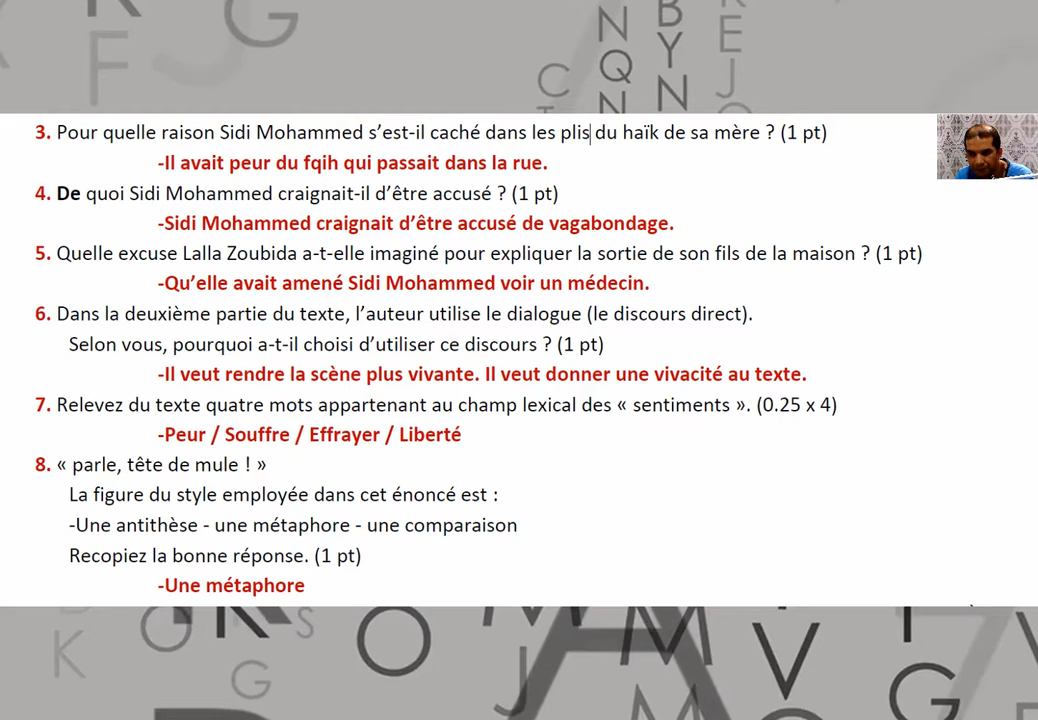 3. Pour quelle raison Sidi Mohammed s’est-il caché dans les plis du haïk de sa mère ? (1 pt)
-Il avait peur du fqih qui passait dans la rue.
4. De quoi Sidi Mohammed craignait-il d’être accusé ? (1 pt)
-Sidi Mohammed craignait d’être accusé de vagabondage.
5. Quelle excuse Lalla Zoubida a-t-elle imaginé pour expliquer la sortie de son fils de la maison ? (1 pt)
-Qu’elle avait amené Sidi Mohammed voir un médecin.
6. Dans la deuxième partie du texte, l’auteur utilise le dialogue (le discours direct).
Selon vous, pourquoi a-t-il choisi d’utiliser ce discours ? (1 pt)
-Il veut rendre la scène plus vivante. Il veut donner une vivacité au texte.
7. Relevez du texte quatre mots appartenant au champ lexical des « sentiments ». (0.25 x 4)
-Peur / Souffre / Effrayer / Liberté
8. « parle, tête de mule ! »
La figure du style employée dans cet énoncé est :
-Une antithèse - une métaphore - une comparaison
Recopiez la bonne réponse. (1 pt)
-Une métaphore